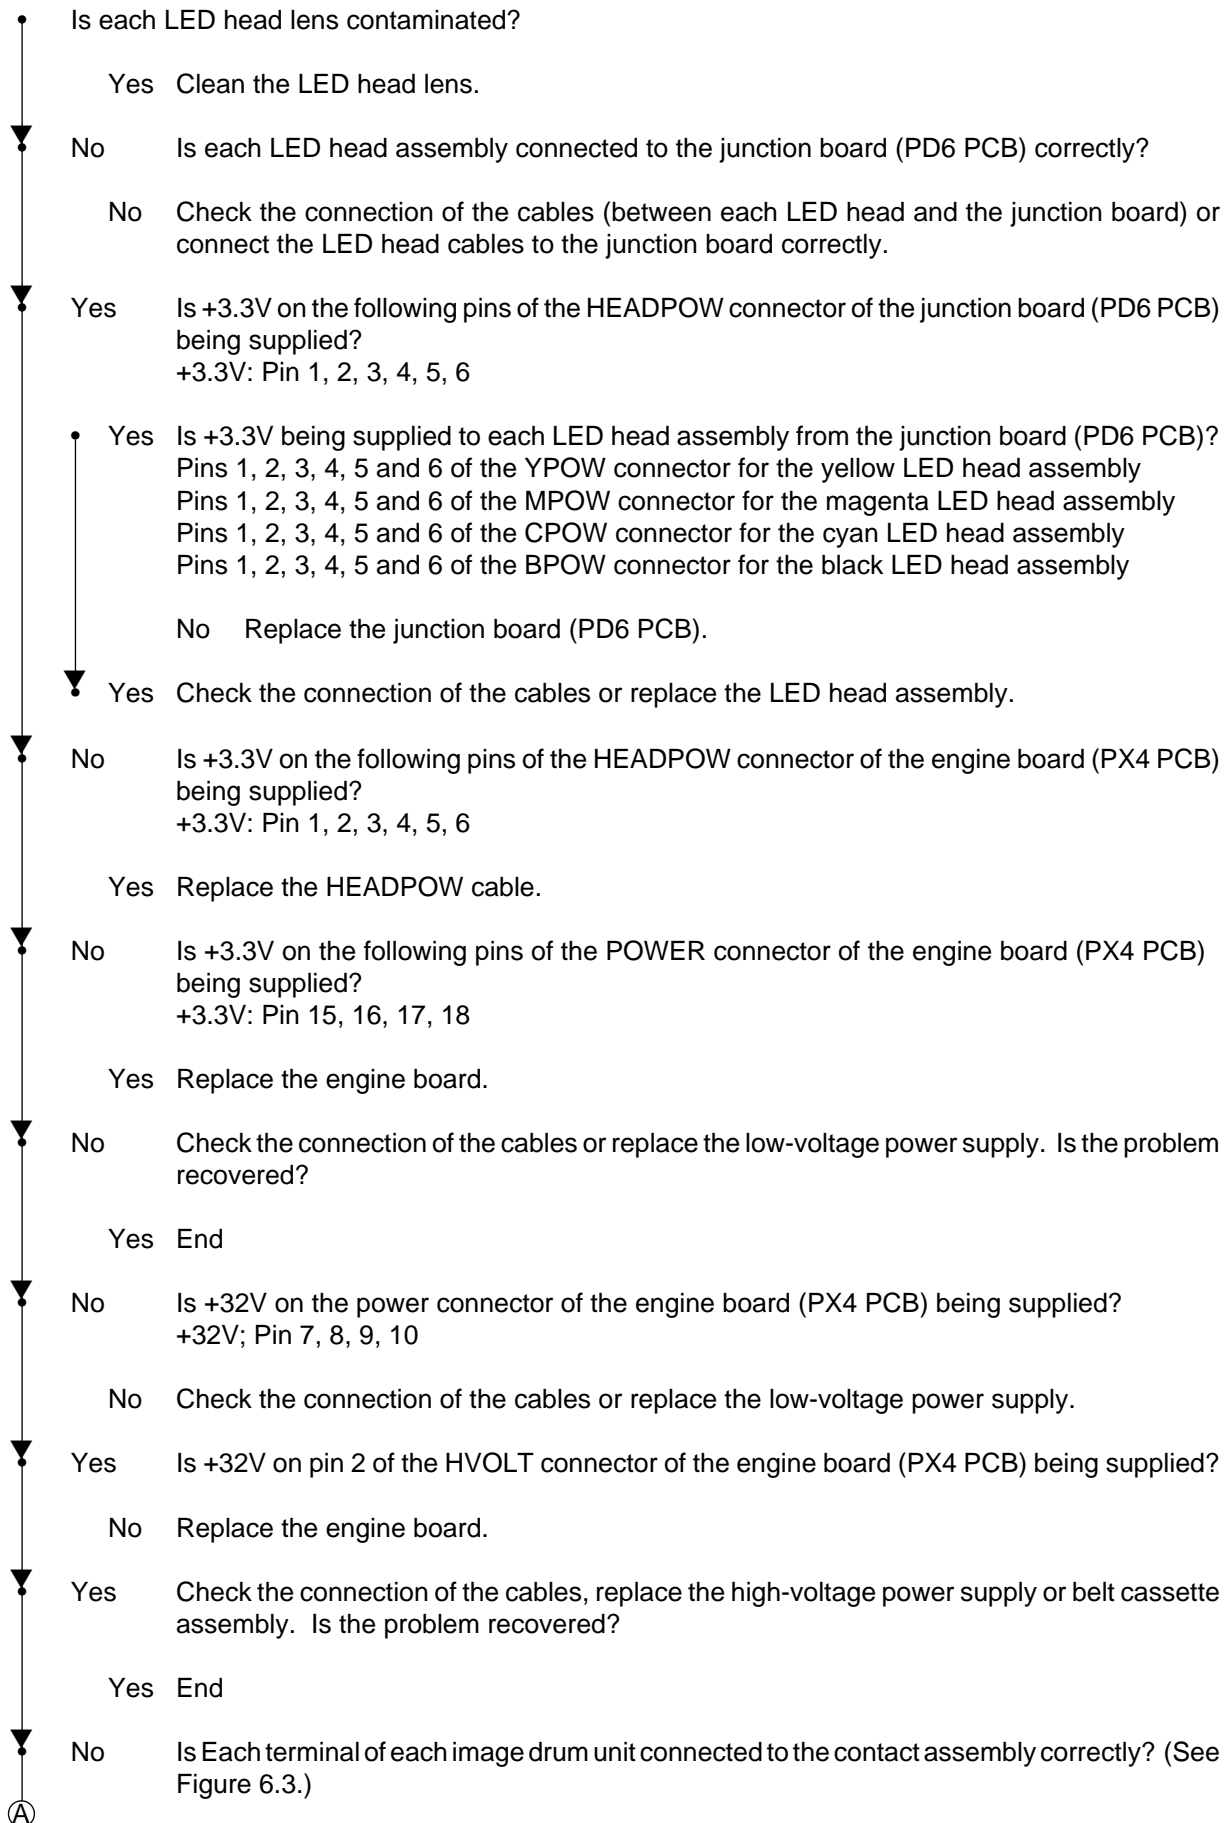 Is each LED head lens contaminated?
Yes Clean the LED head lens.
No Is each LED head assembly connected to the junction board (PD6 PCB) correctly?
No Check the connection of the cables (between each LED head and the junction board) or
connect the LED head cables to the junction board correctly.
Yes Is +3.3V on the following pins of the HEADPOW connector of the junction board (PD6 PCB)
being supplied?
+3.3V: Pin 1, 2, 3, 4, 5, 6
Yes Is +3.3V being supplied to each LED head assembly from the junction board (PD6 PCB)?
Pins 1, 2, 3, 4, 5 and 6 of the YPOW connector for the yellow LED head assembly
Pins 1, 2, 3, 4, 5 and 6 of the MPOW connector for the magenta LED head assembly
Pins 1, 2, 3, 4, 5 and 6 of the CPOW connector for the cyan LED head assembly
Pins 1, 2, 3, 4, 5 and 6 of the BPOW connector for the black LED head assembly
No Replace the junction board (PD6 PCB).
Yes Check the connection of the cables or replace the LED head assembly.
No Is +3.3V on the following pins of the HEADPOW connector of the engine board (PX4 PCB)
being supplied?
+3.3V: Pin 1, 2, 3, 4, 5, 6
Yes Replace the HEADPOW cable.
No Is +3.3V on the following pins of the POWER connector of the engine board (PX4 PCB)
being supplied?
+3.3V: Pin 15, 16, 17, 18
Yes Replace the engine board.
No Check the connection of the cables or replace the low-voltage power supply. Is the problem
recovered?
Yes End
No Is +32V on the power connector of the engine board (PX4 PCB) being supplied?
+32V; Pin 7, 8, 9, 10
No Check the connection of the cables or replace the low-voltage power supply.
Yes Is +32V on pin 2 of the HVOLT connector of the engine board (PX4 PCB) being supplied?
No Replace the engine board.
Yes Check the connection of the cables, replace the high-voltage power supply or belt cassette
assembly. Is the problem recovered?
Yes End
No Is Each terminal of each image drum unit connected to the contact assembly correctly? (See
Figure 6.3.)
A